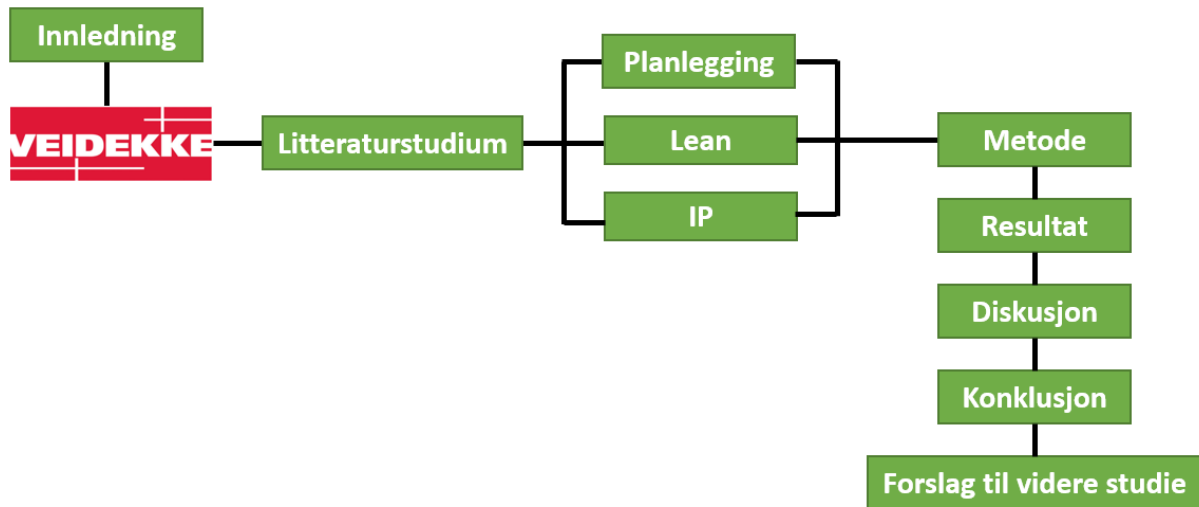 Innledning
VEIDEKKE
Litteraturstudium
Planlegging
Lean
IP
Metode
Resultat
Diskusjon
Konklusjon
Forslag til videre studie